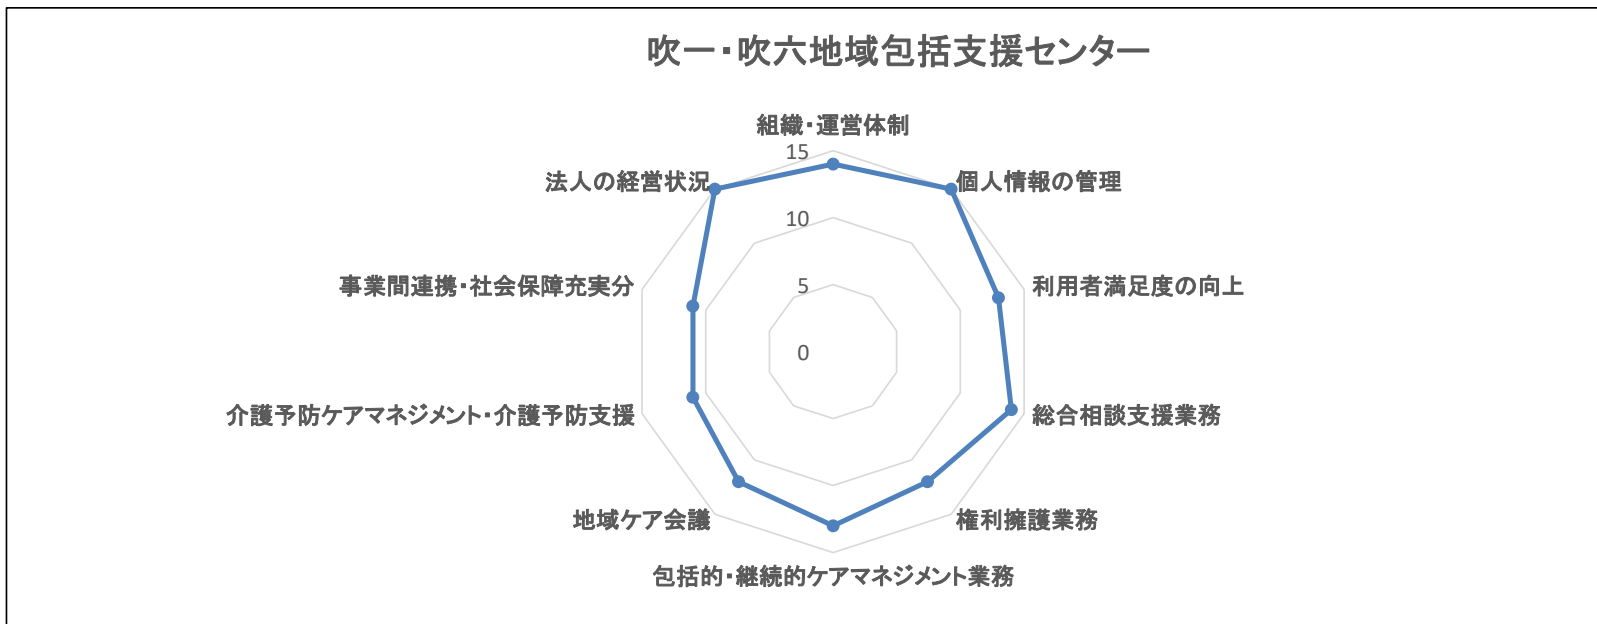 吹一・吹六地域包括支援センター
組織・運営体制
15
法人の経営状況
個人情報の管理
10
事業間連携・社会保障充実分
5
利用者満足度の向上
0
介護予防ケアマネジメント・介護予防支援
総合相談支援業務
地域ケア会議
権利擁護業務
包括的・継続的ケアマネジメント業務